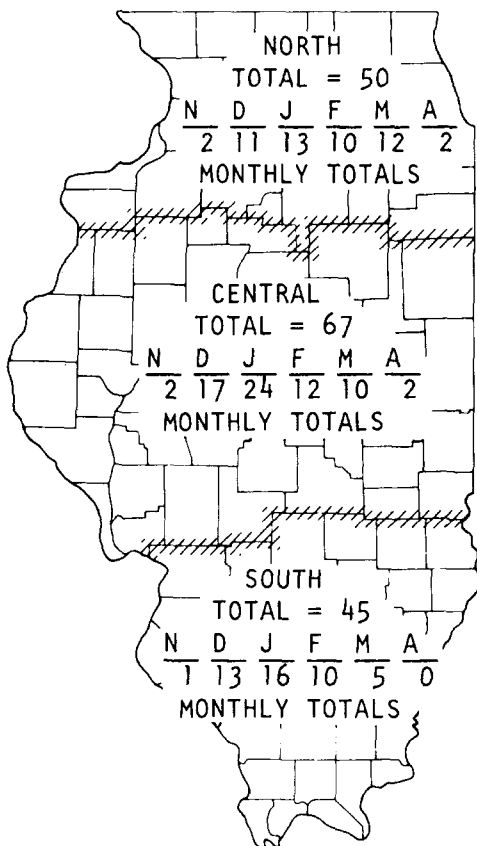 NORTH
TOTAL = 50
N D J F M A
2 11 13 10 12 2
MONTHLY TOTALS
CENTRAL
TOTAL = 67
N D J F M A
2 17 24 12 10 2
MONTHLY TOTALS
SOUTH
TOTAL = 45
N D J F M A
1 13 16 10 5 0
MONTHLY TOTALS